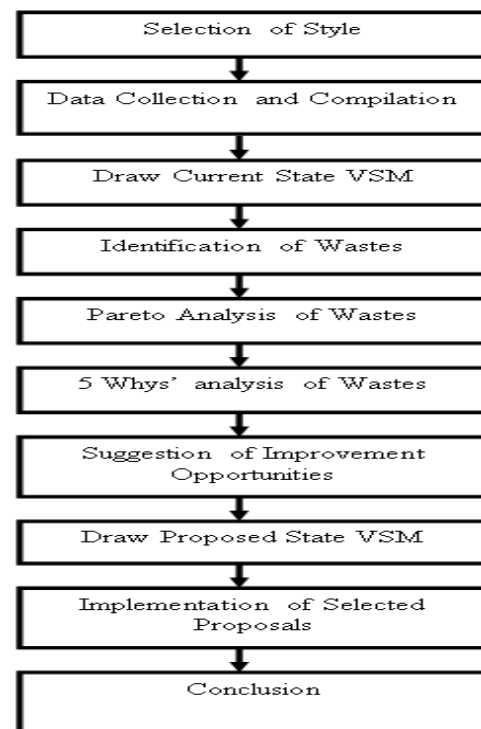 Selection of Style
Data Collection and Compilation
Draw Current State VSM
Identification of Wastes
Pareto Analysis of Wastes
5 Whys' analysis of Wastes
Suggestion of Improvement
Opportunities
Draw Proposed State VSM
Implementation of Selected
Proposals
Conclusion